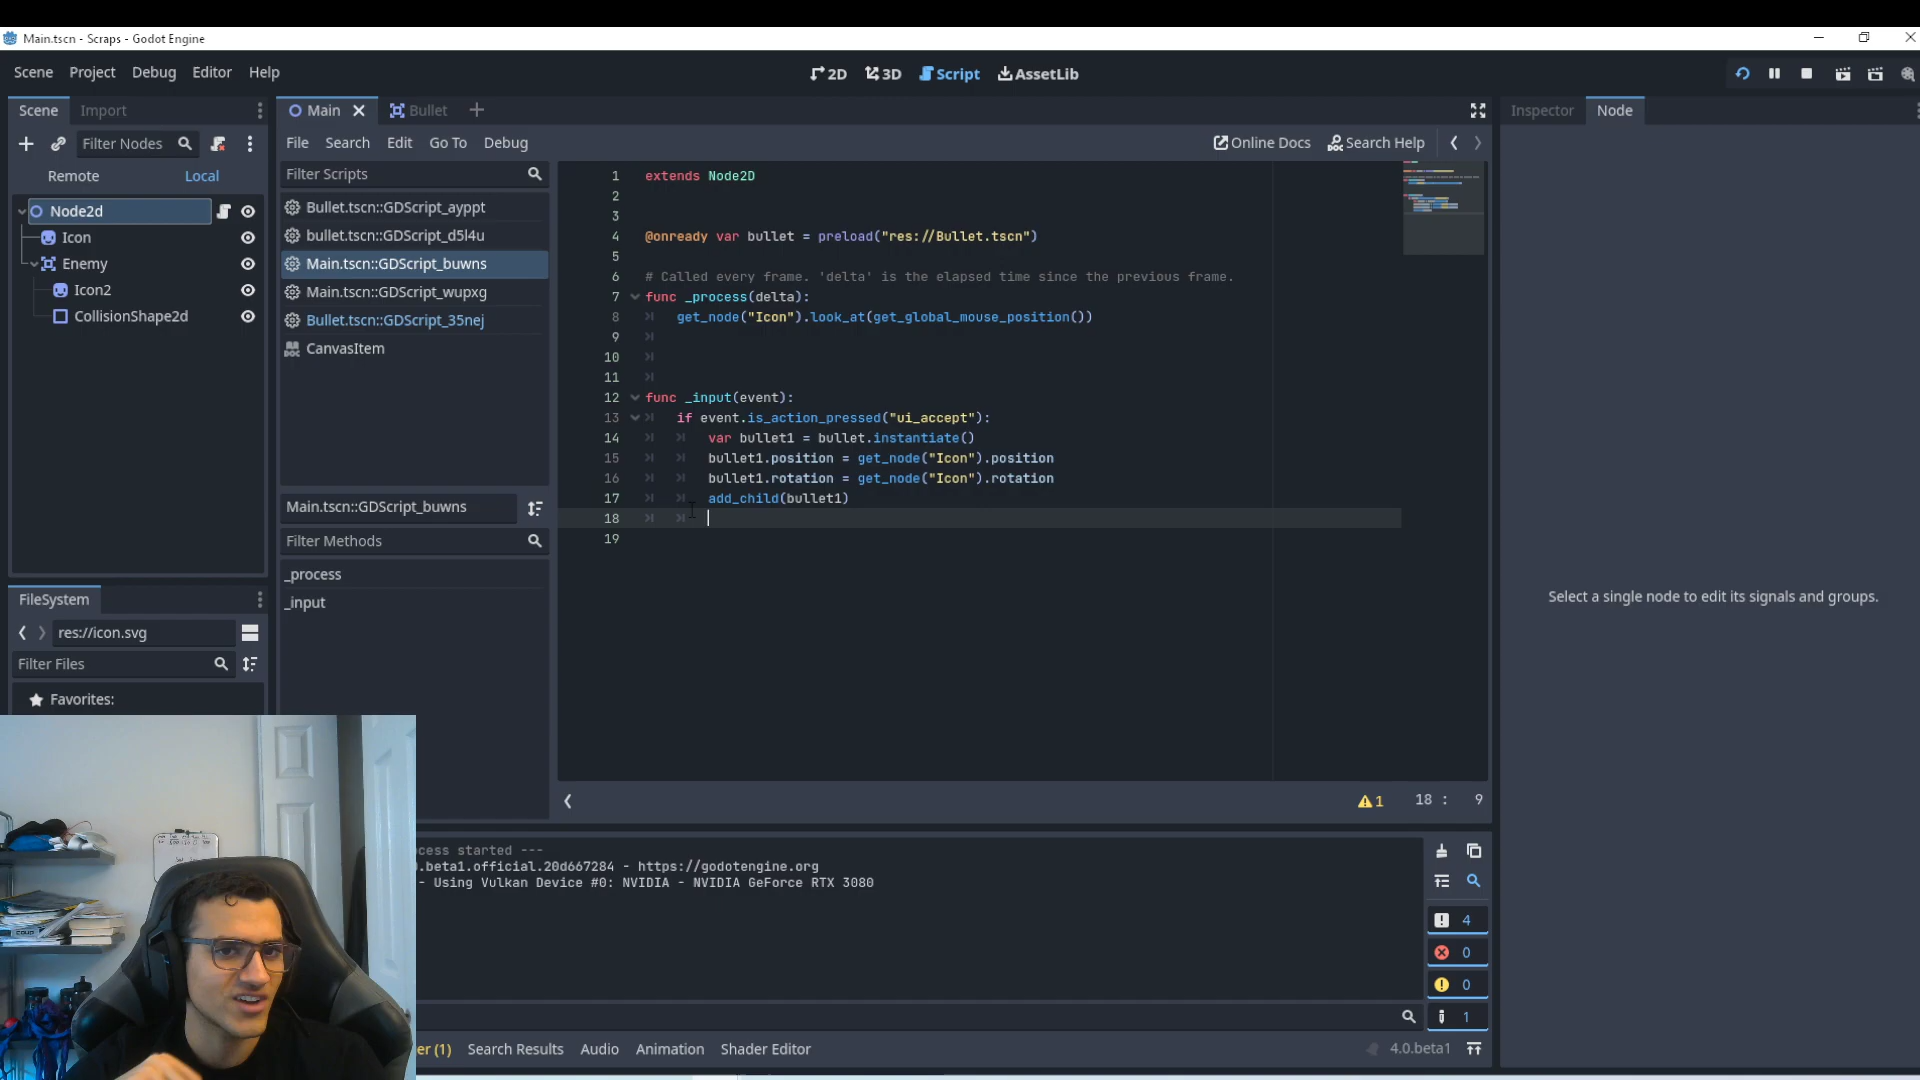 Main.tscn - Scraps - Godot Engine
Scene Project Debug Editor Help
2D 3D Script AssetLib
Scene Import
Main Bullet
Inspector Node
Filter Nodes
File Search Edit Go To Debug
Online Docs Search Help
Remote Local
Filter Scripts
Node2d
Icon
Enemy
Icon2
CollisionShape2d
Bullet.tscn::GDScript_ayppt
bullet.tscn::GDScript_d5l4u
Main.tscn::GDScript_buwns
Main.tscn::GDScript_wupxg
Bullet.tscn::GDScript_35nej
CanvasItem
Main.tscn::GDScript_buwns
Filter Methods
_process
_input
1 extends Node2D
2
3
4 @onready var bullet = preload("res://Bullet.tscn")
5
6 # Called every frame. 'delta' is the elapsed time since the previous frame.
7 func _process(delta):
8 get_node("Icon").look_at(get_global_mouse_position())
9
10
11
12 func _input(event):
13 if event.is_action_pressed("ui_accept"):
14 var bullet1 = bullet.instantiate()
15 bullet1.position = get_node("Icon").position
16 bullet1.rotation = get_node("Icon").rotation
17 add_child(bullet1)
18
19
Select a single node to edit its signals and groups.
FileSystem
res://icon.svg
Filter Files
Favorites:
1 18 : 9
cess started ---
.beta1.official.20d667284 - https://godotengine.org
- Using Vulkan Device #0: NVIDIA - NVIDIA GeForce RTX 3080
4
0
0
1
er (1) Search Results Audio Animation Shader Editor
4.0.beta1